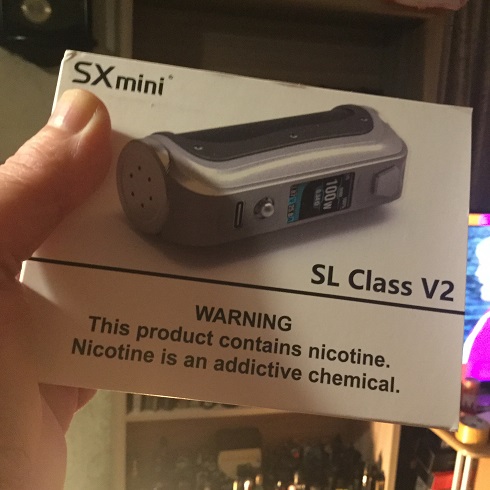 SXmini®
100W
SL Class V2
WARNING
This product contains nicotine.
Nicotine is an addictive chemical.